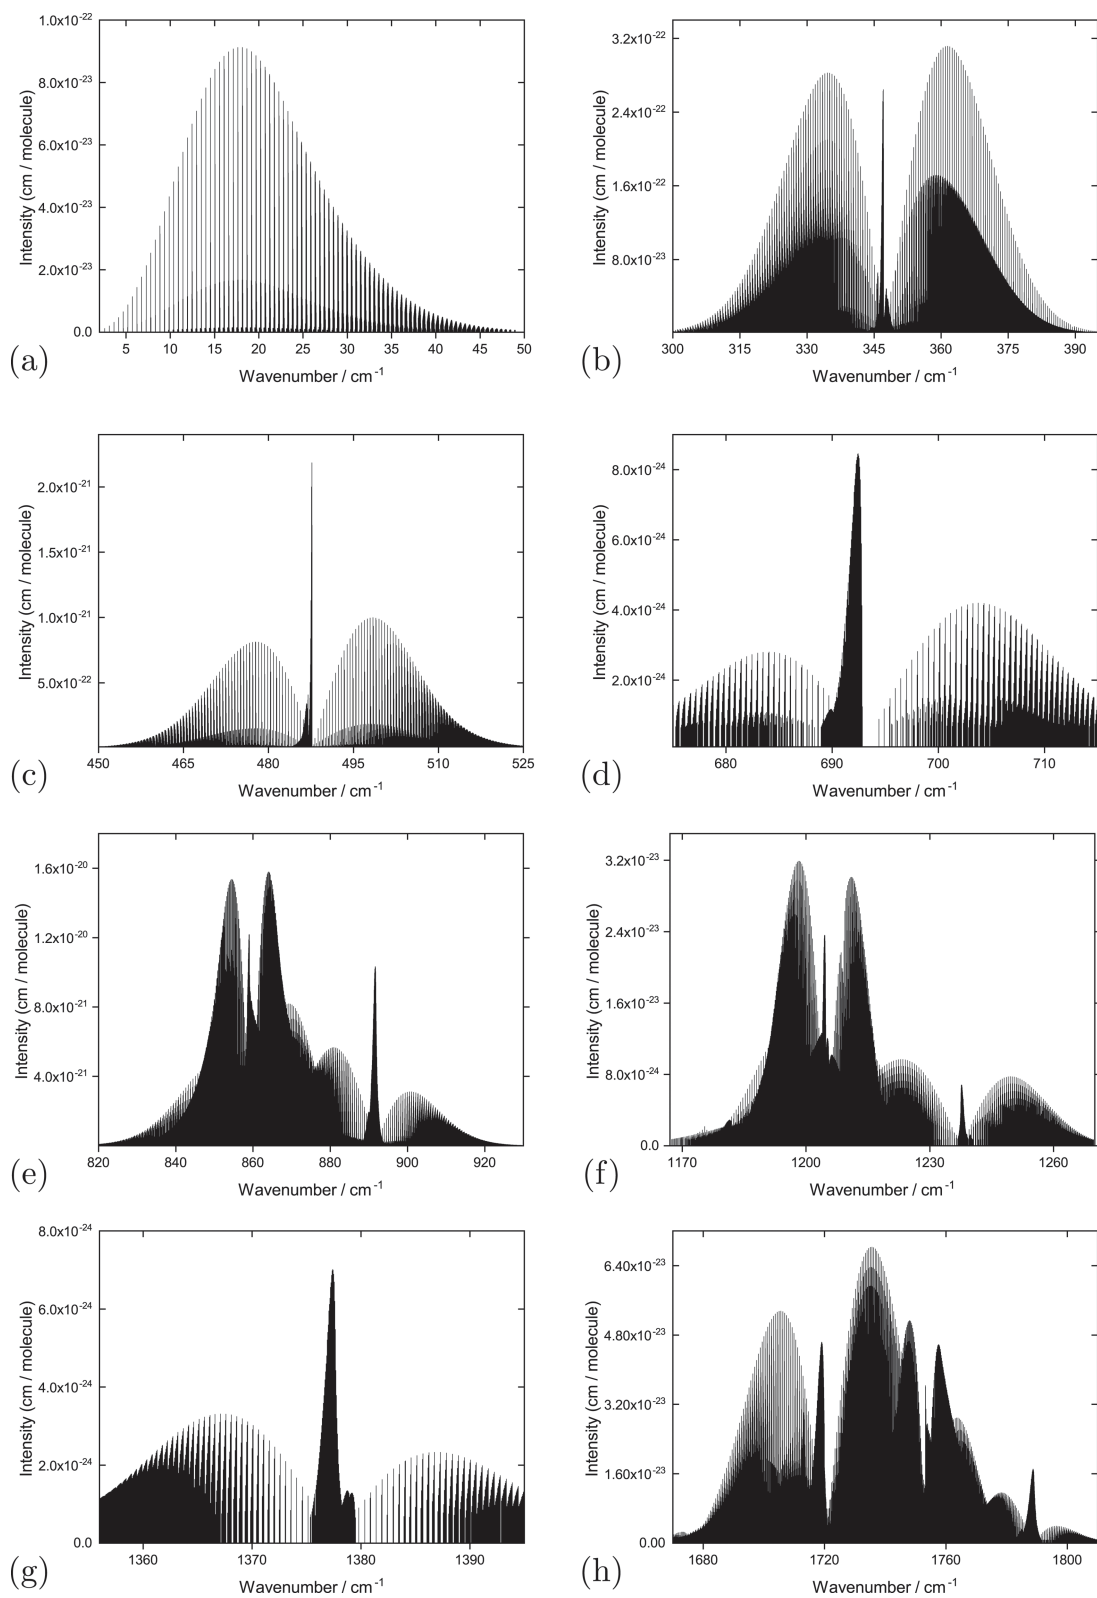 1.0x10⁻²²
8.0x10⁻²³
6.0x10⁻²³
4.0x10⁻²³
2.0x10⁻²³
0.0
Intensity (cm / molecule)
5 10 15 20 25 30 35 40 45 50
Wavenumber / cm⁻¹
(a)
3.2x10⁻²²
2.4x10⁻²²
1.6x10⁻²²
8.0x10⁻²³
Intensity (cm / molecule)
300 315 330 345 360 375 390
Wavenumber / cm⁻¹
(b)
2.0x10⁻²¹
1.5x10⁻²¹
1.0x10⁻²¹
5.0x10⁻²²
Intensity (cm / molecule)
450 465 480 495 510 525
Wavenumber / cm⁻¹
(c)
8.0x10⁻²⁴
6.0x10⁻²⁴
4.0x10⁻²⁴
2.0x10⁻²⁴
Intensity (cm / molecule)
680 690 700 710
Wavenumber / cm⁻¹
(d)
1.6x10⁻²⁰
1.2x10⁻²⁰
8.0x10⁻²¹
4.0x10⁻²¹
Intensity (cm / molecule)
820 840 860 880 900 920
Wavenumber / cm⁻¹
(e)
3.2x10⁻²³
2.4x10⁻²³
1.6x10⁻²³
8.0x10⁻²⁴
0.0
Intensity (cm / molecule)
1170 1200 1230 1260
Wavenumber / cm⁻¹
(f)
8.0x10⁻²⁴
6.0x10⁻²⁴
4.0x10⁻²⁴
2.0x10⁻²⁴
0.0
Intensity (cm / molecule)
1360 1370 1380 1390
Wavenumber / cm⁻¹
(g)
6.40x10⁻²³
4.80x10⁻²³
3.20x10⁻²³
1.60x10⁻²³
0.00
Intensity (cm / molecule)
1680 1720 1760 1800
Wavenumber / cm⁻¹
(h)